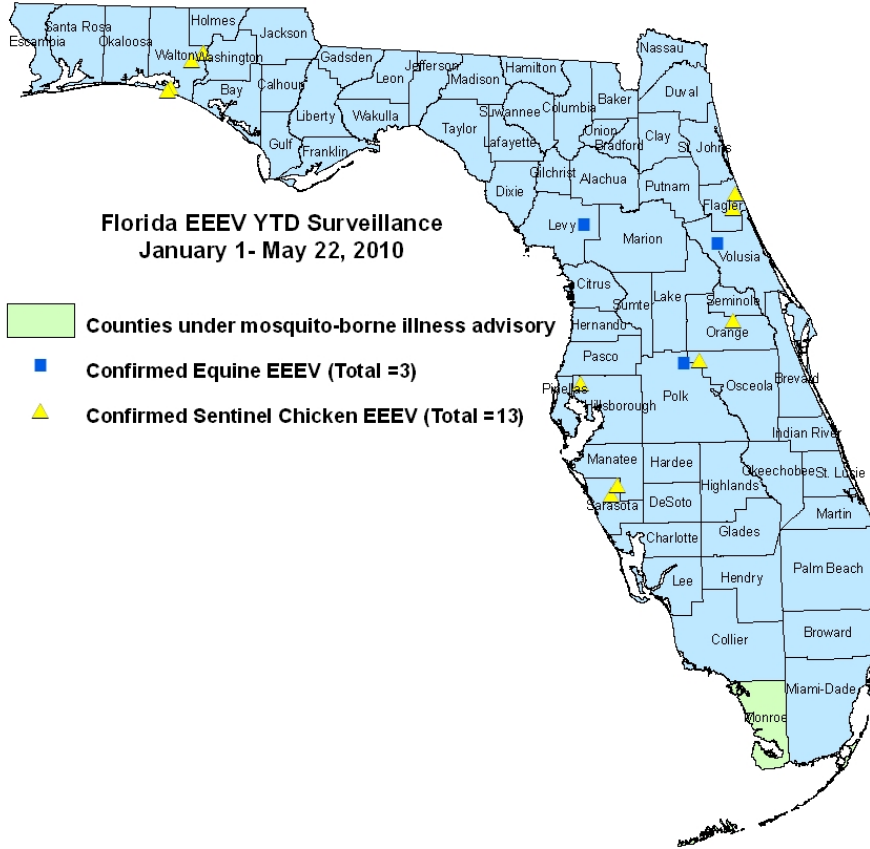 Holmes
Jackson
Santa Rosa
Escambia
Okaloosa
Walton
Washington
Gadsden
Jefferson
Hamilton
Nassau
Leon
Madison
Bay
Calhoun
Baker
Duval
Suwannee
Columbia
Liberty
Wakulla
Taylor
Union
Bradford
Clay
St. Johns
Lafayette
Gulf
Franklin
Gilchrist
Alachua
Putnam
Dixie
Flagler
Florida EEEV YTD Surveillance
January 1- May 22, 2010
Levy
Marion
Volusia
Citrus
Sumte
Lake
Seminole
Counties under mosquito-borne illness advisory
Hernando
Orange
Confirmed Equine EEEV (Total =3)
Pasco
Confirmed Sentinel Chicken EEEV (Total =13)
Pinellas
Hillsborough
Polk
Osceola
Brevard
Indian River
Manatee
Hardee
Okeechobee
St. Lucie
Highlands
Sarasota
DeSoto
Martin
Charlotte
Glades
Lee
Hendry
Palm Beach
Collier
Broward
Miami-Dade
Monroe